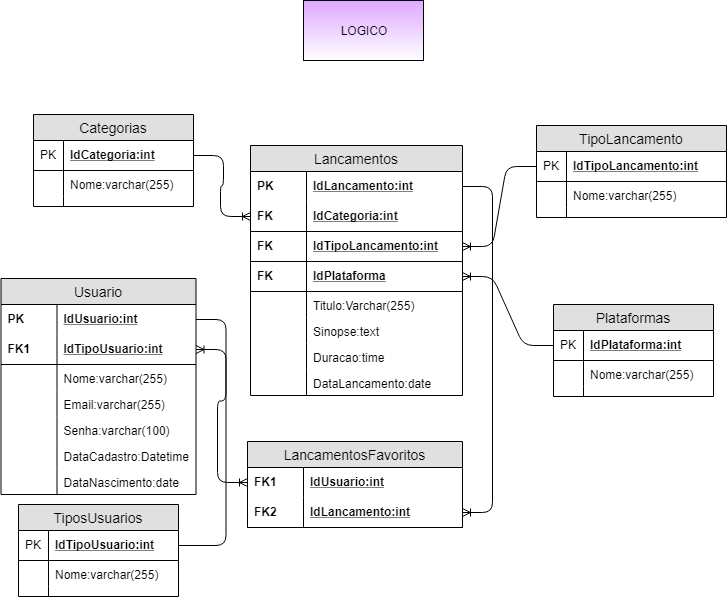 LOGICO
Categorias
PK IdCategoria:int
Nome:varchar(255)
Lancamentos
PK IdLancamento:int
FK IdCategoria:int
FK IdTipoLancamento:int
FK IdPlataforma
Titulo:Varchar(255)
Sinopse:text
Duracao:time
DataLancamento:date
TipoLancamento
PK IdTipoLancamento:int
Nome:varchar(255)
Usuario
PK IdUsuario:int
FK1 IdTipoUsuario:int
Nome:varchar(255)
Email:varchar(255)
Senha:varchar(100)
DataCadastro:Datetime
DataNascimento:date
Plataformas
PK IdPlataforma:int
Nome:varchar(255)
LancamentosFavoritos
FK1 IdUsuario:int
FK2 IdLancamento:int
TiposUsuarios
PK IdTipoUsuario:int
Nome:varchar(255)